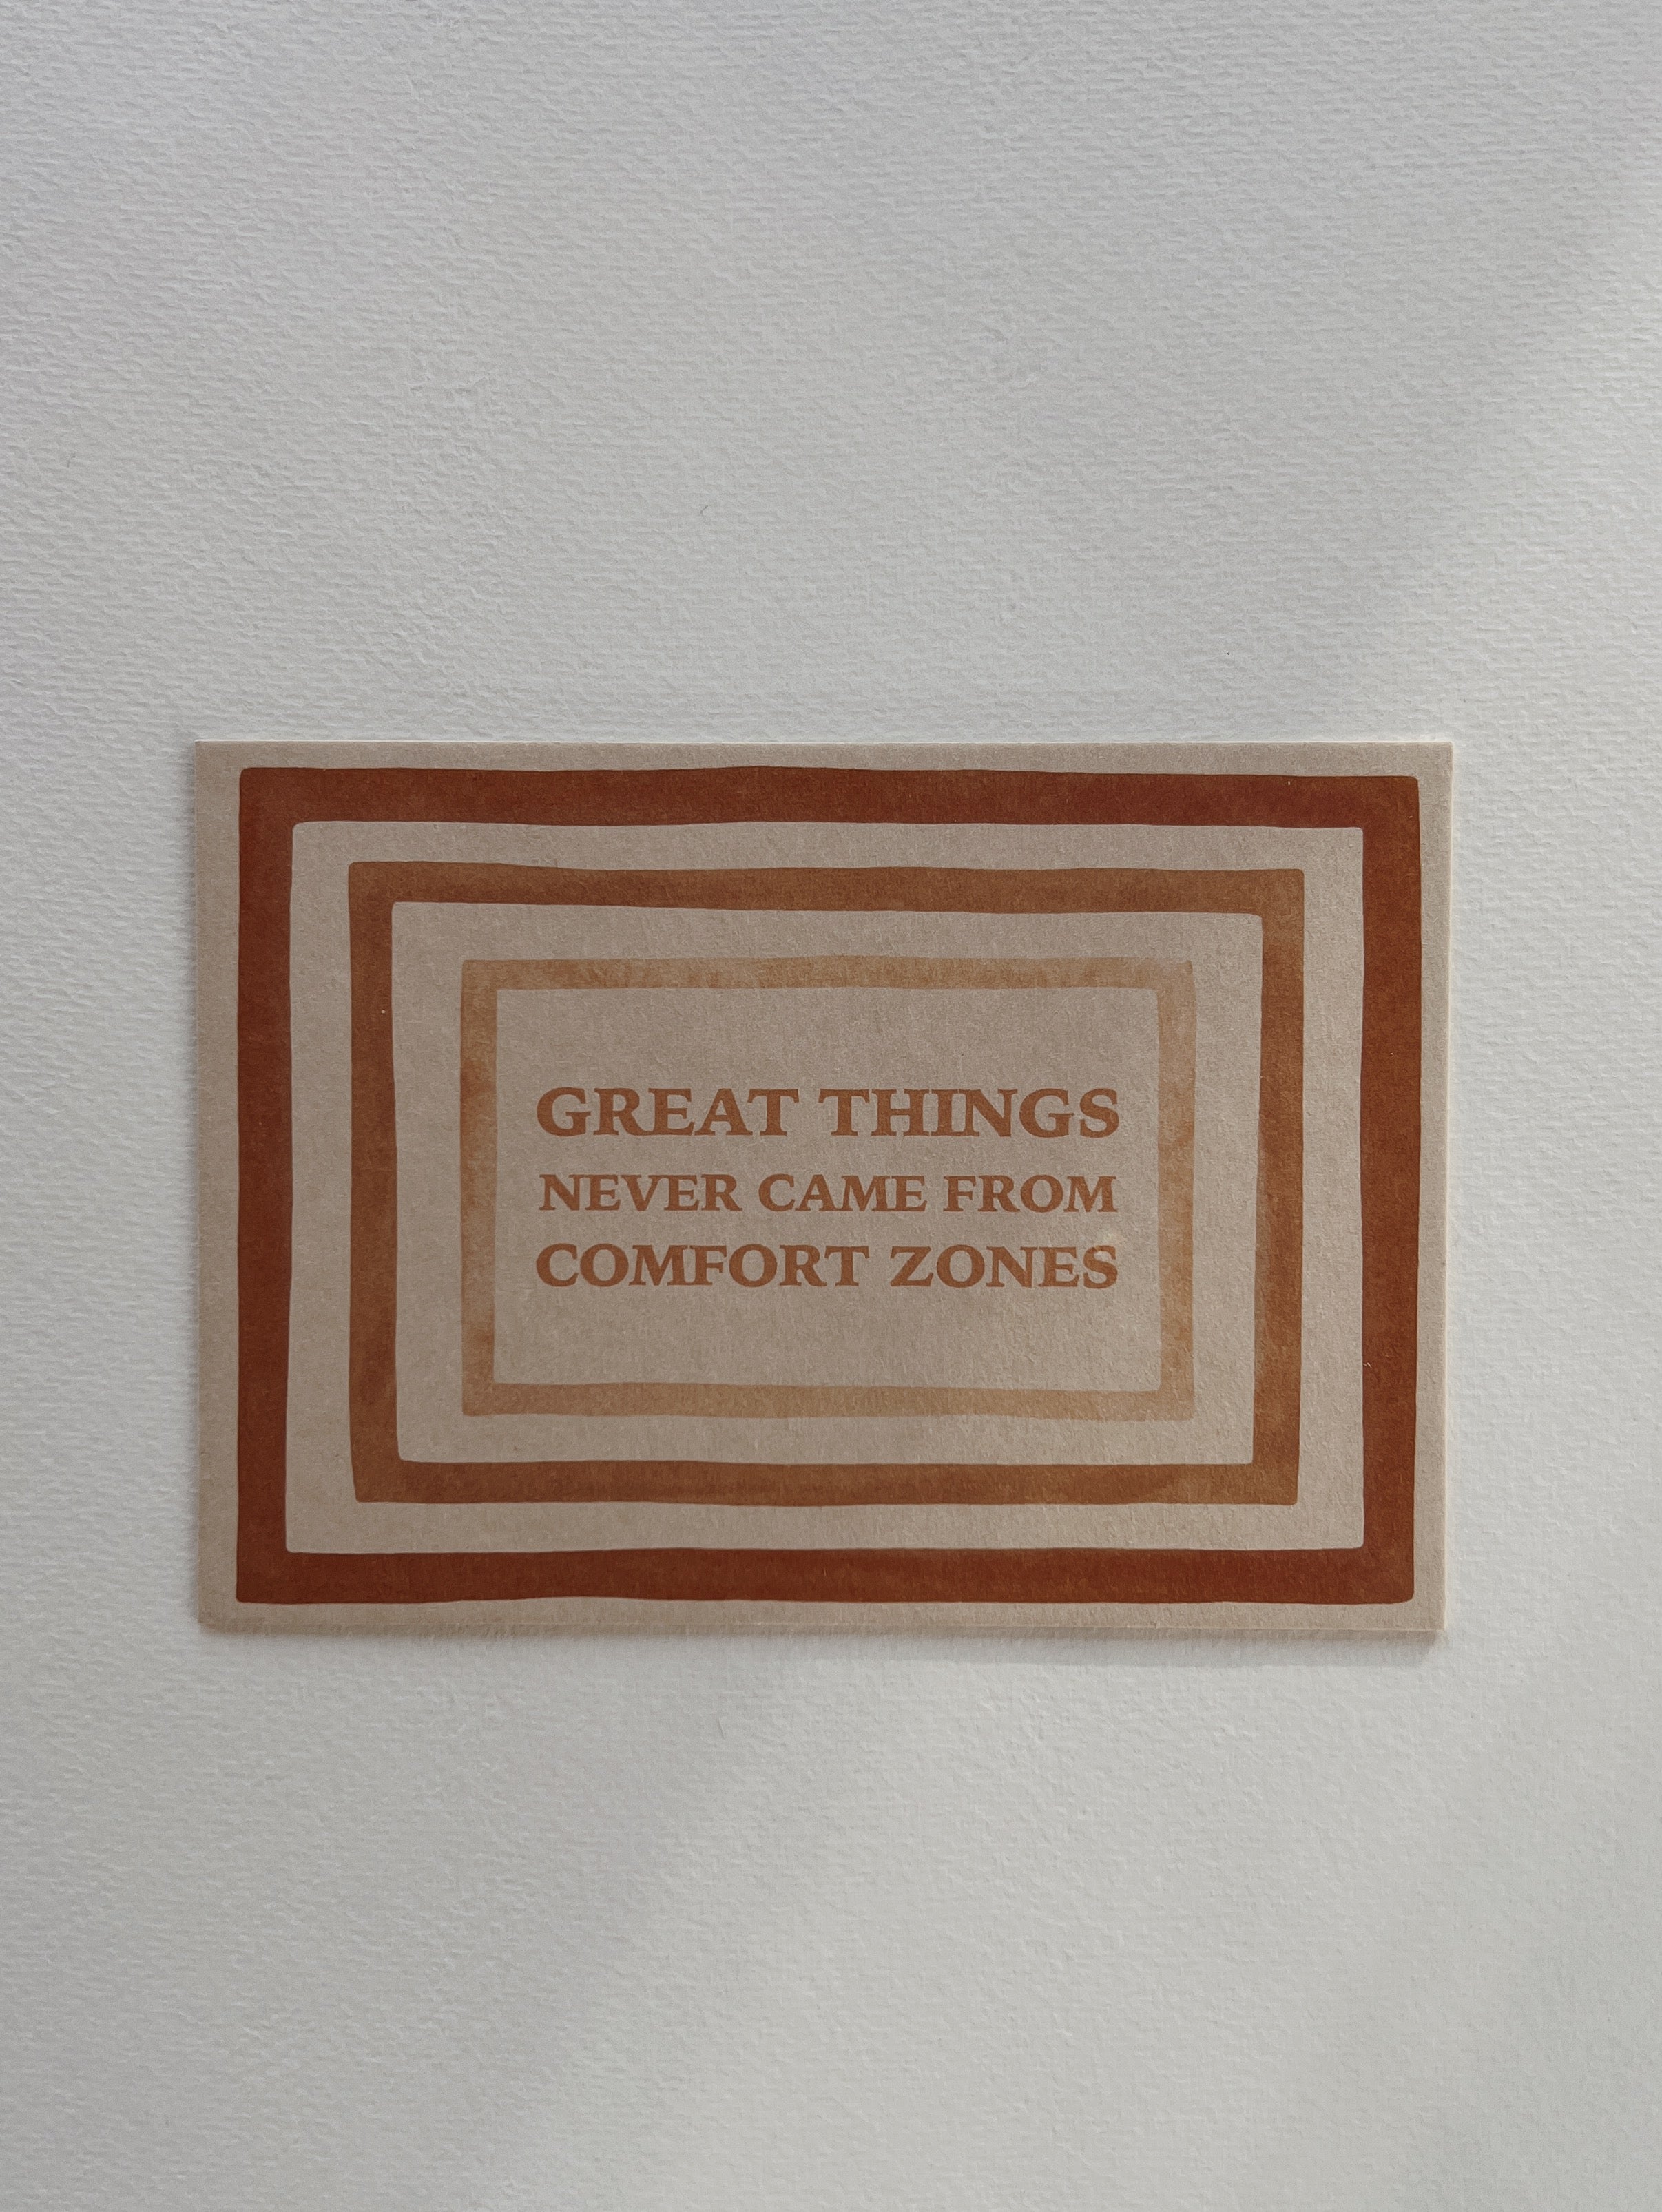 GREAT THINGS
NEVER CAME FROM
COMFORT ZONES